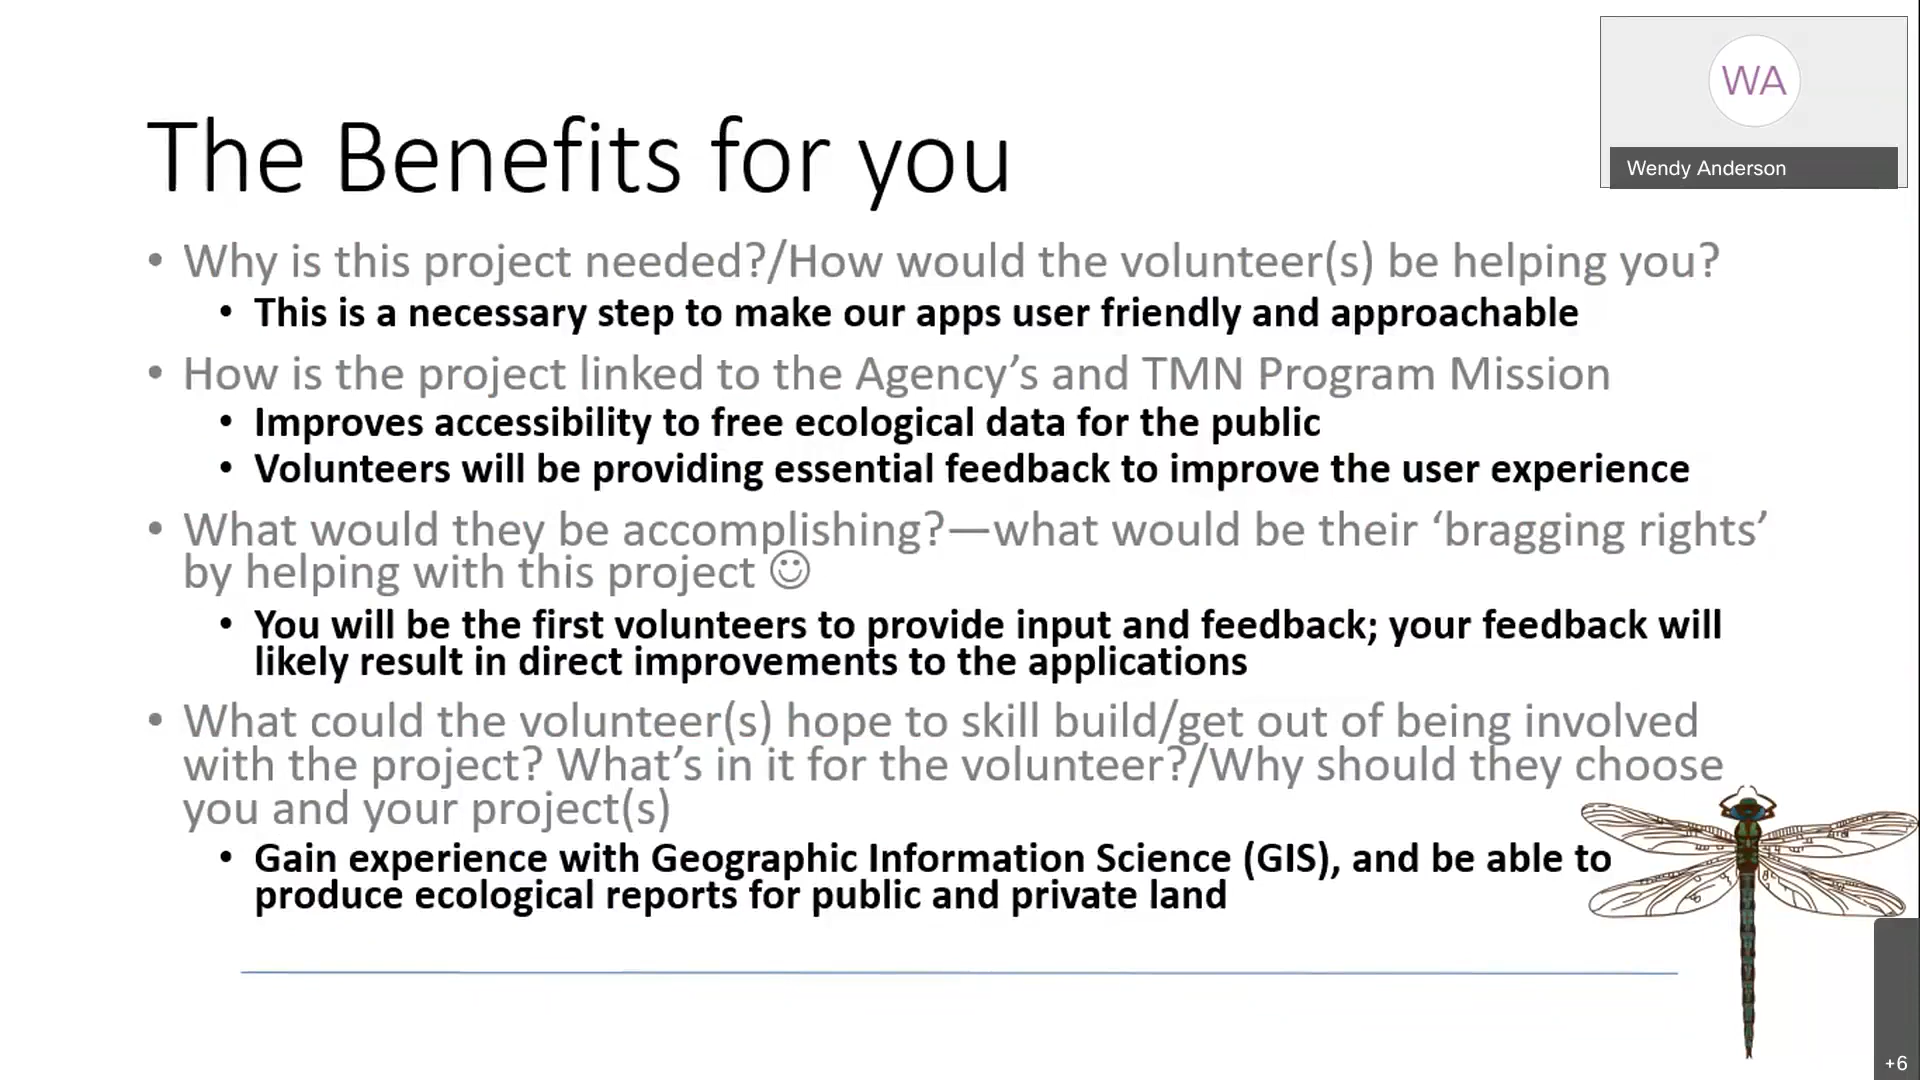 WA
Wendy Anderson
The Benefits for you
• Why is this project needed?/How would the volunteer(s) be helping you?
• This is a necessary step to make our apps user friendly and approachable
• How is the project linked to the Agency’s and TMN Program Mission
• Improves accessibility to free ecological data for the public
• Volunteers will be providing essential feedback to improve the user experience
• What would they be accomplishing?—what would be their ‘bragging rights’
by helping with this project ☺
• You will be the first volunteers to provide input and feedback; your feedback will
likely result in direct improvements to the applications
• What could the volunteer(s) hope to skill build/get out of being involved
with the project? What’s in it for the volunteer?/Why should they choose
you and your project(s)
• Gain experience with Geographic Information Science (GIS), and be able to
produce ecological reports for public and private land
+6